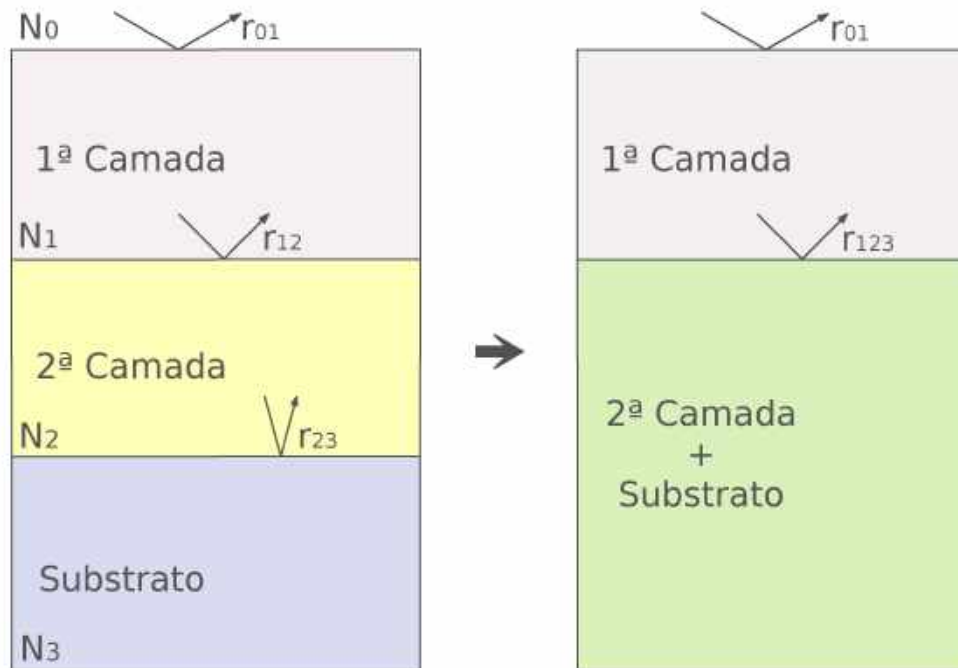 N0
r01
1ª Camada
N1
r12
2ª Camada
N2
r23
Substrato
N3
r01
1ª Camada
r123
2ª Camada
+
Substrato